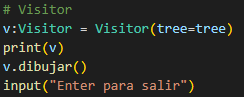 # Visitor
v:Visitor = Visitor(tree=tree)
print(v)
v.dibujar()
input("Enter para salir")